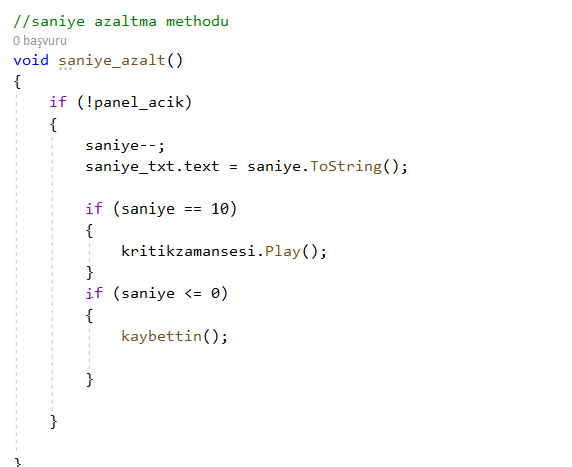 //saniye azaltma methodu
0 başvuru
void saniye_azalt()
{
if (!panel_acik)
{
saniye--;
saniye_txt.text = saniye.ToString();
if (saniye == 10)
{
kritikzamansesi.Play();
}
if (saniye <= 0)
{
kaybettin();
}
}
}